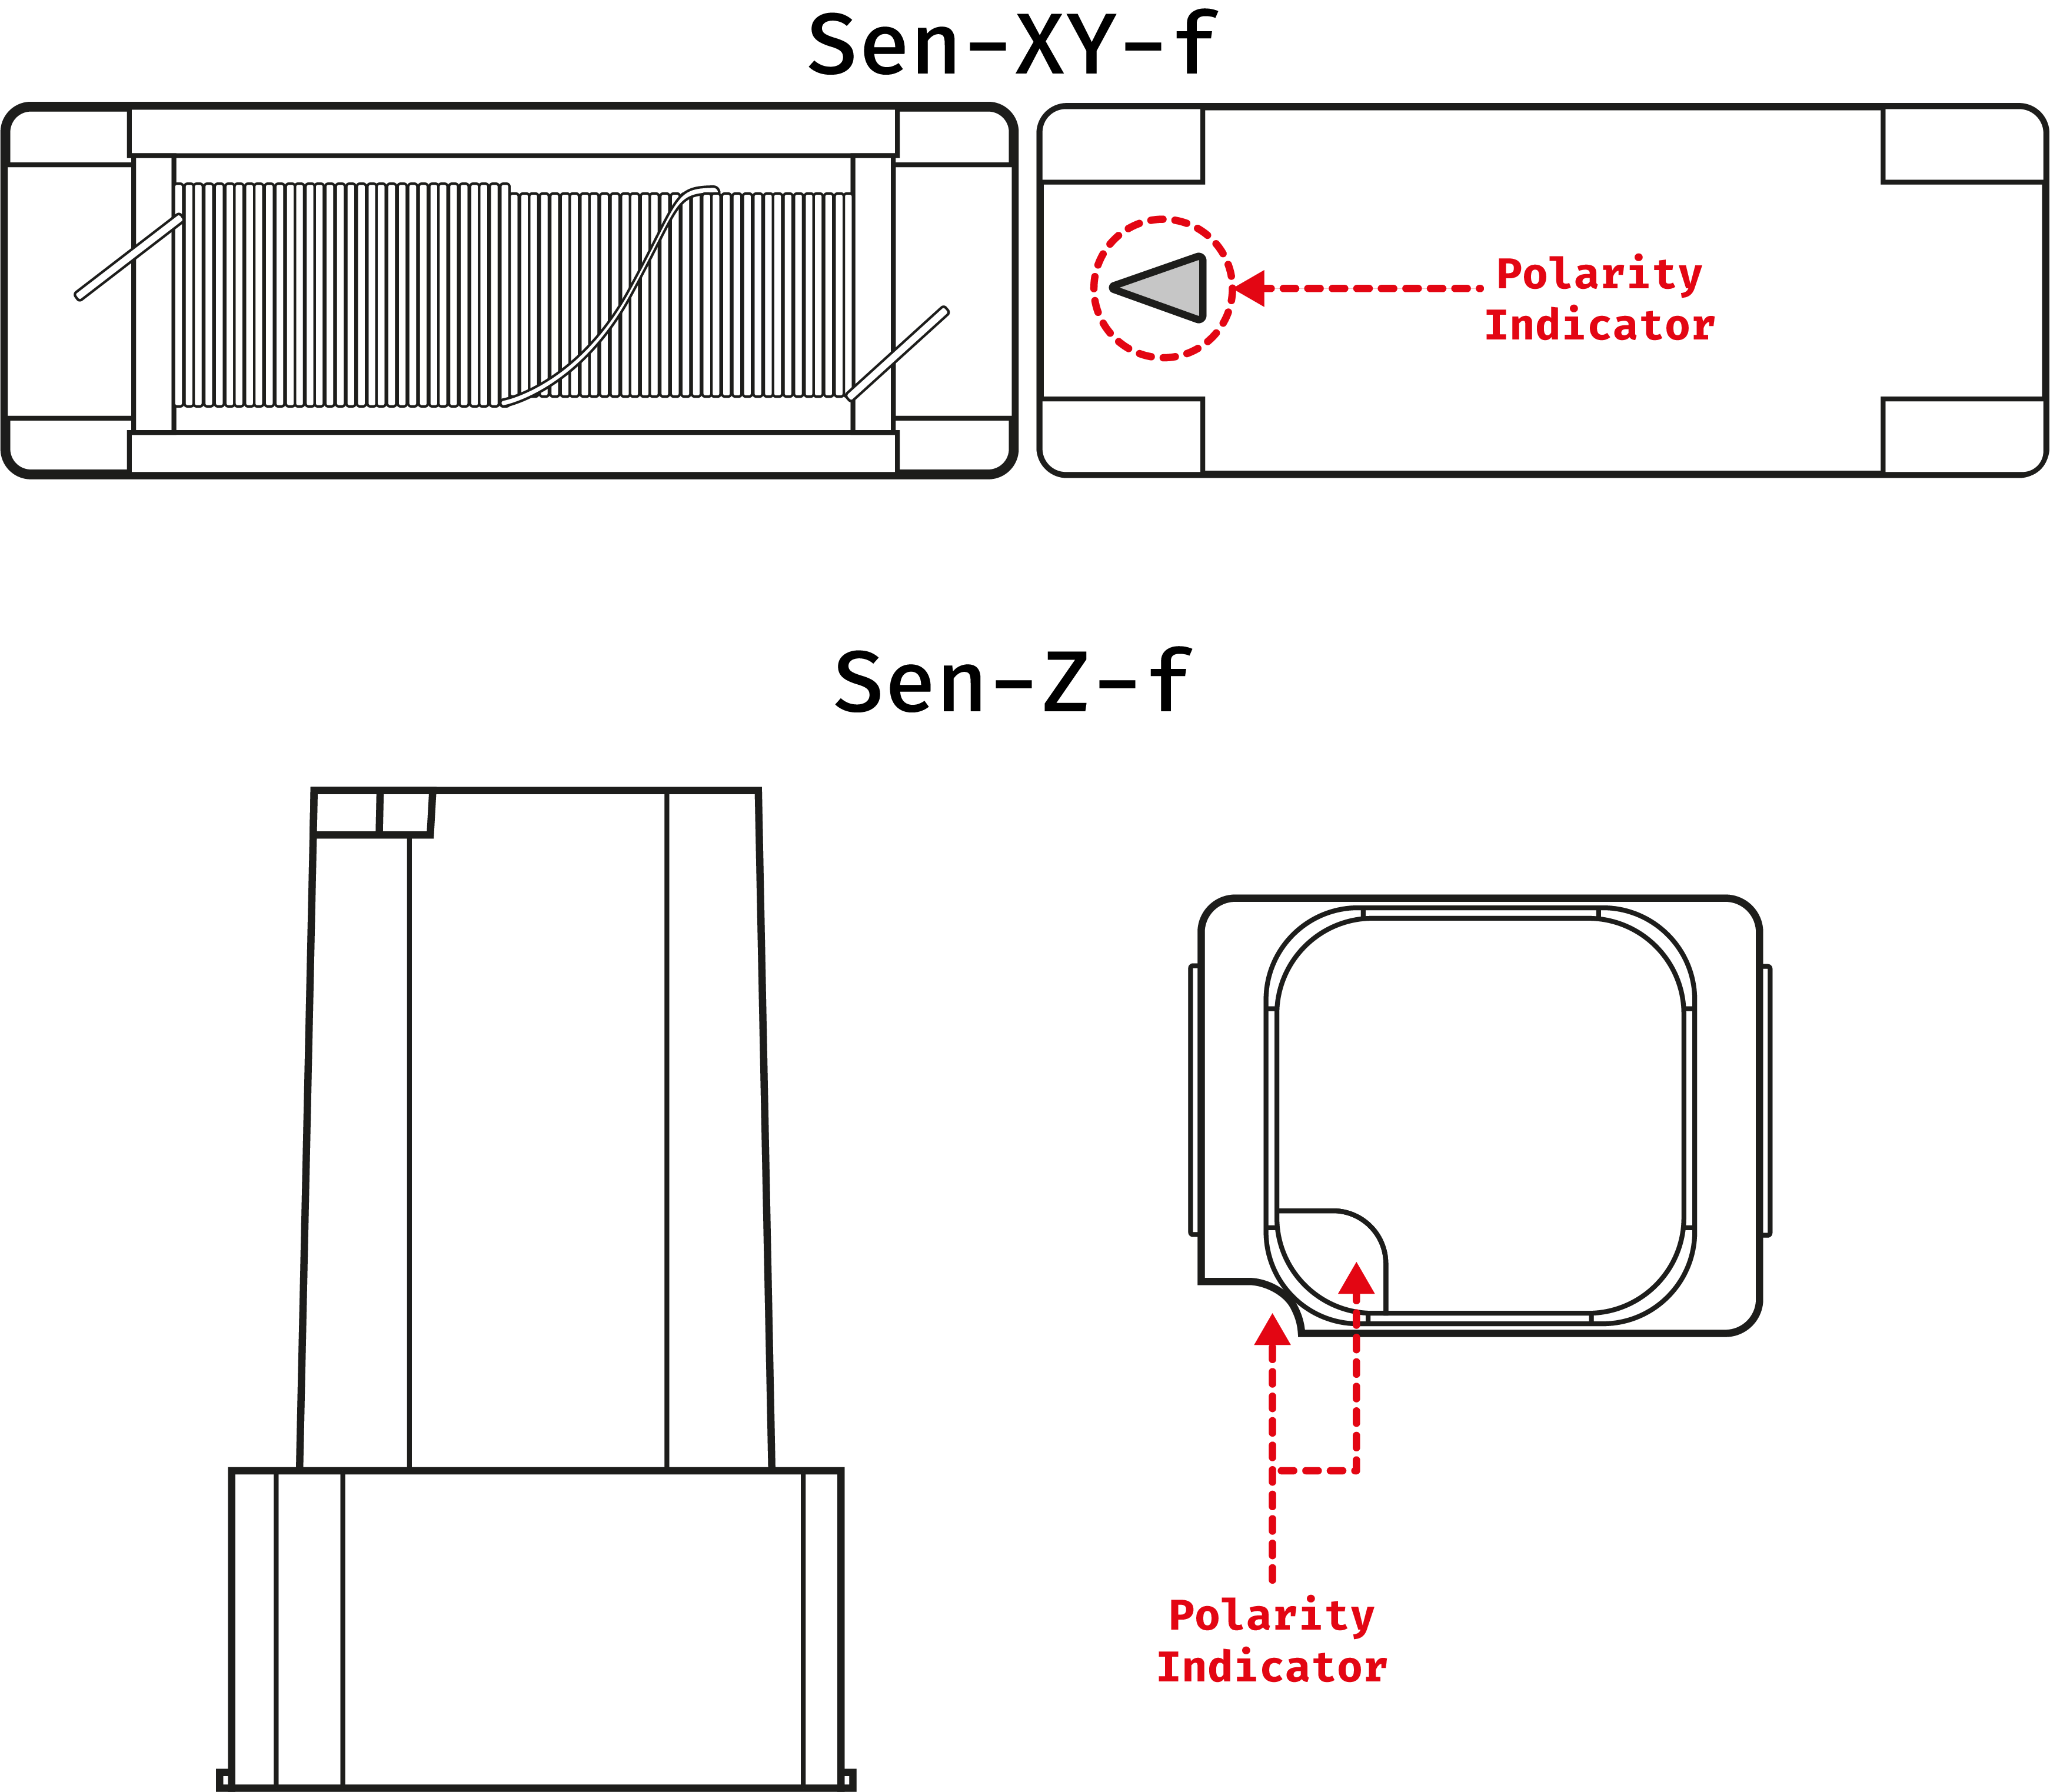 Sen-XY-f
Polarity
Indicator
Sen-Z-f
Polarity
Indicator